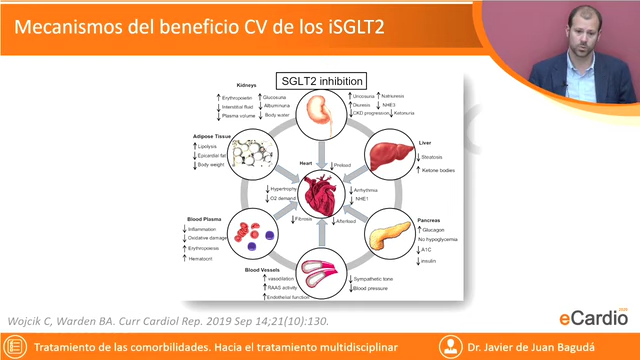 Mecanismos del beneficio CV de los iSGLT2
SGLT2 inhibition
Kidneys
↑ Erythropoietin ↑ Glucosuria
↓ Interstitial fluid ↓ Albuminuria
↓ Plasma volume ↓ Body water
↑ Uricosuria ↑ Natriuresis
↑ Diuresis ↓ NHE3
↓ CKD progression ↓ Ketonuria
Adipose Tissue
↑ Lipolysis
↓ Epicardial fat
↓ Body weight
Liver
↓ Steatosis
↑ Ketone bodies
Heart
↓ Preload
↓ Hypertrophy
↓ O2 demand
↓ Arrhythmia
↓ NHE1
↓ Fibrosis
↓ Afterload
Blood Plasma
↓ Inflammation
↓ Oxidative damage
↑ Erythropoiesis
↑ Hematocrit
Pancreas
↑ Glucagon
No hypoglycemia
↓ A1C
↓ insulin
Blood Vessels
↑ vasodilation
↑ RAAS activity
↑ Endothelial function
↓ Sympathetic tone
↓ Blood pressure
Wojcik C, Warden BA. Curr Cardiol Rep. 2019 Sep 14;21(10):130.
eCardio
Tratamiento de las comorbilidades. Hacia el tratamiento multidisciplinar
Dr. Javier de Juan Bagudá